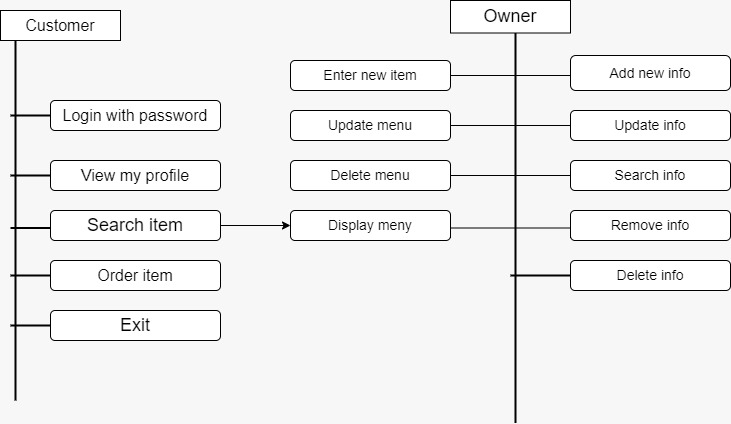 Customer
Owner
Enter new item
Add new info
Login with password
Update menu
Update info
View my profile
Delete menu
Search info
Search item
Display meny
Remove info
Order item
Delete info
Exit